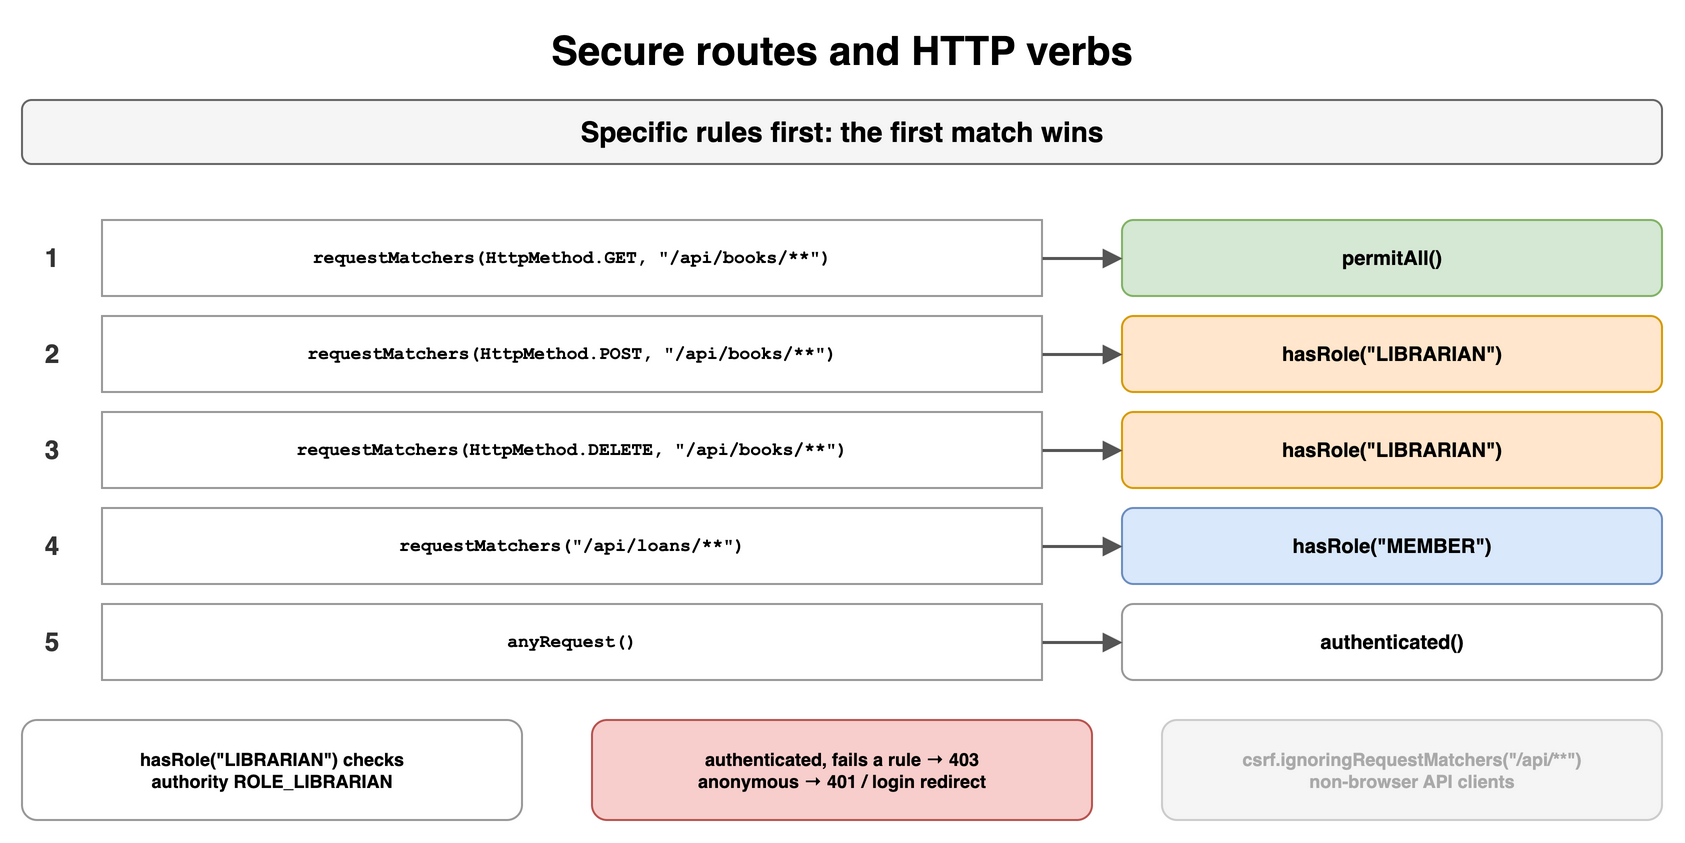 Secure routes and HTTP verbs
Specific rules first: the first match wins
1
requestMatchers(HttpMethod.GET, "/api/books/**")
permitAll()
2
requestMatchers(HttpMethod.POST, "/api/books/**")
hasRole("LIBRARIAN")
3
requestMatchers(HttpMethod.DELETE, "/api/books/**")
hasRole("LIBRARIAN")
4
requestMatchers("/api/loans/**")
hasRole("MEMBER")
5
anyRequest()
authenticated()
hasRole("LIBRARIAN") checks
authority ROLE_LIBRARIAN
authenticated, fails a rule → 403
anonymous → 401 / login redirect
csrf.ignoringRequestMatchers("/api/**")
non-browser API clients